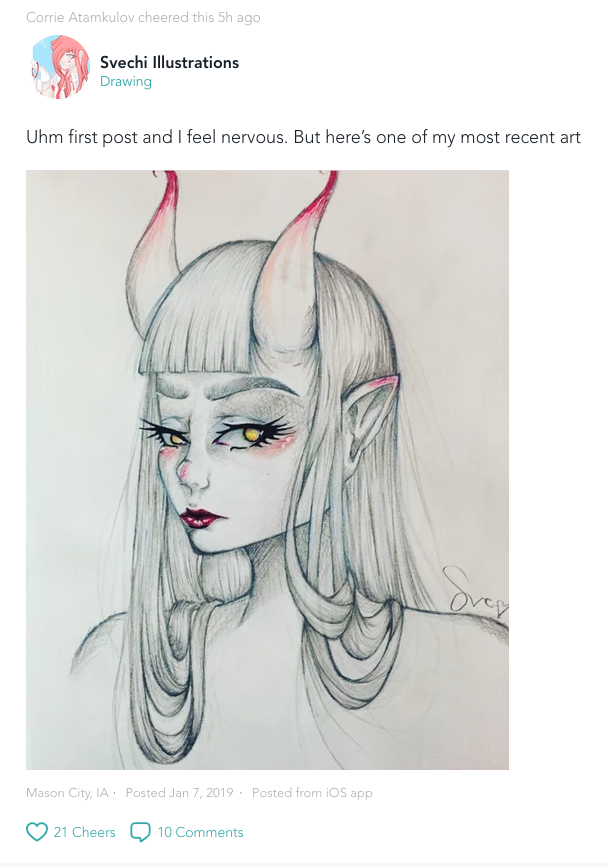 Corrie Atamkulov cheered this 5h ago
Svechi Illustrations
Drawing
Uhm first post and I feel nervous. But here’s one of my most recent art
Mason City, IA · Posted Jan 7, 2019 · Posted from iOS app
21 Cheers 10 Comments